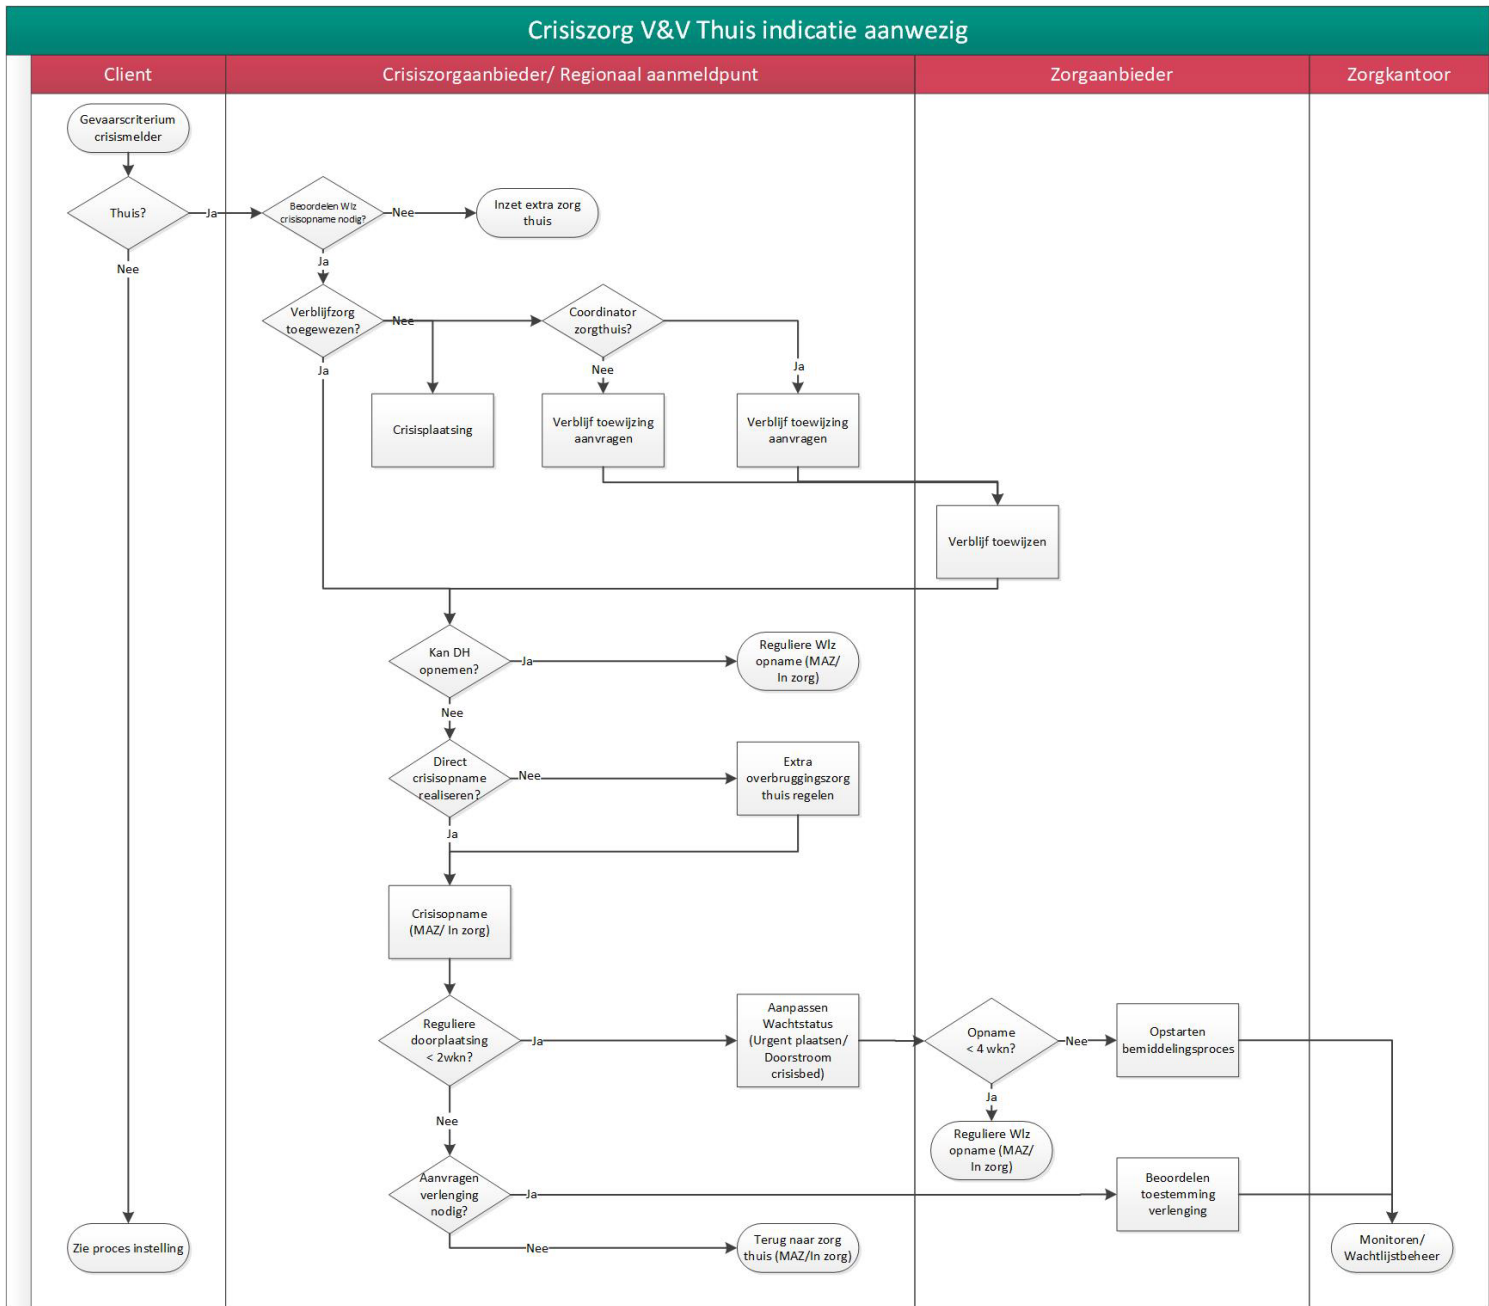 Crisiszorg V&V Thuis indicatie aanwezig
Client
Crisiszorgaanbieder/ Regionaal aanmeldpunt
Zorgaanbieder
Zorgkantoor
Gevaarscriterium
crisismelder
Thuis?
Ja
Beoordelen Wlz
crisisopname nodig?
Nee
Inzet extra zorg
thuis
Nee
Ja
Verblijfzorg
toegewezen?
Nee
Coordinator
zorgthuis?
Ja
Nee
Ja
Crisisplaatsing
Verblijf toewijzing
aanvragen
Verblijf toewijzing
aanvragen
Verblijf toewijzen
Kan DH
opnemen?
Ja
Reguliere Wlz
opname (MAZ/
In zorg)
Nee
Direct
crisisopname
realiseren?
Nee
Extra
overbruggingszorg
thuis regelen
Ja
Crisisopname
(MAZ/ In zorg)
Reguliere
doorplaatsing
< 2wkn?
Ja
Aanpassen
Wachtstatus
(Urgent plaatsen/
Doorstroom
crisisbed)
Opname
< 4 wkn?
Nee
Opstarten
bemiddelingsproces
Ja
Reguliere Wlz
opname (MAZ/
In zorg)
Nee
Aanvragen
verlenging
nodig?
Ja
Beoordelen
toestemming
verlenging
Zie proces instelling
Nee
Terug naar zorg
thuis (MAZ/In zorg)
Monitoren/
Wachtlijstbeheer